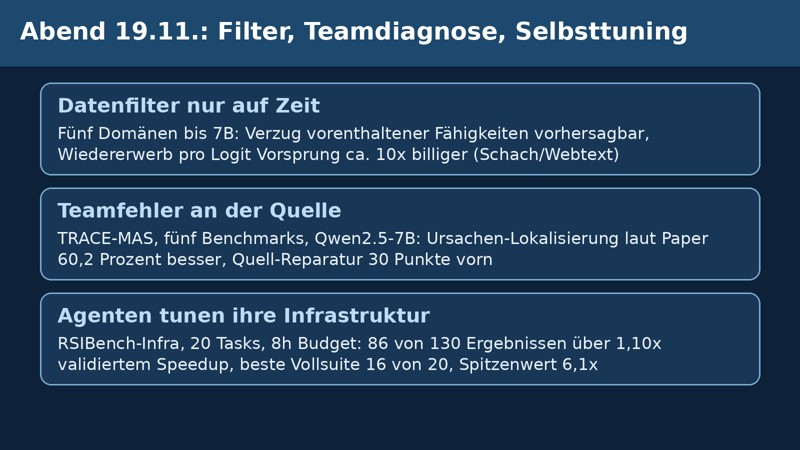 Abend 19.11.: Filter, Teamdiagnose, Selbsttuning
Datenfilter nur auf Zeit
Fünf Domänen bis 7B: Verzug vorenthaltener Fähigkeiten vorhersagbar,
Wiedererwerb pro Logit Vorsprung ca. 10x billiger (Schach/Webtext)
Teamfehler an der Quelle
TRACE-MAS, fünf Benchmarks, Qwen2.5-7B: Ursachen-Lokalisierung laut Paper
60,2 Prozent besser, Quell-Reparatur 30 Punkte vorn
Agenten tunen ihre Infrastruktur
RSIBench-Infra, 20 Tasks, 8h Budget: 86 von 130 Ergebnissen über 1,10x
validiertem Speedup, beste Vollsuite 16 von 20, Spitzenwert 6,1x